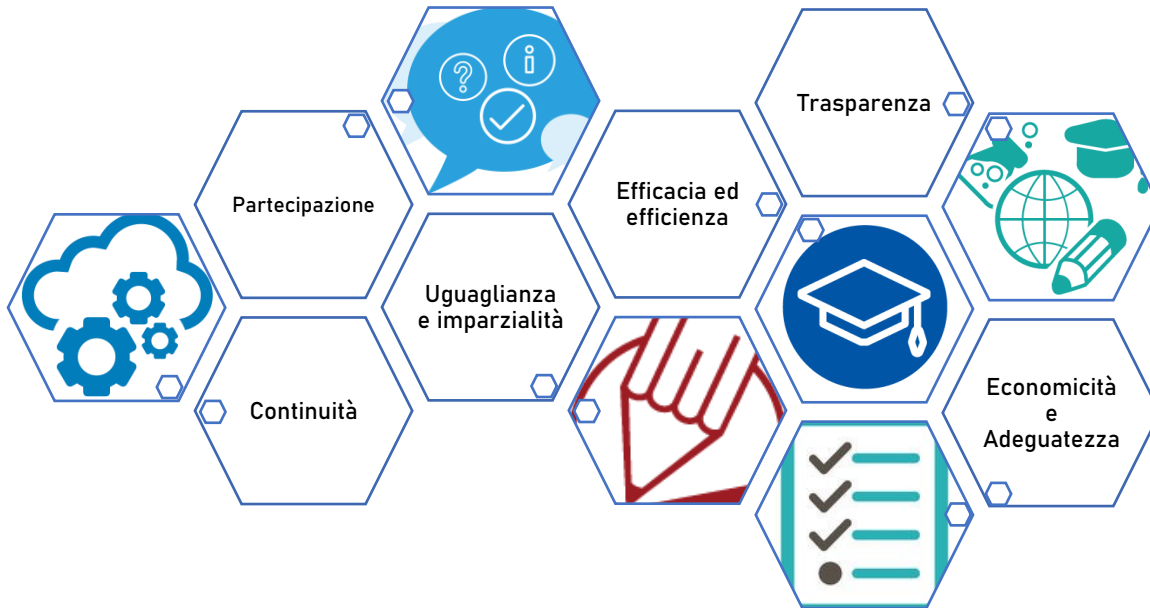 Partecipazione
Continuità
Uguaglianza
e imparzialità
Efficacia ed
efficienza
Trasparenza
Economicità
e
Adeguatezza